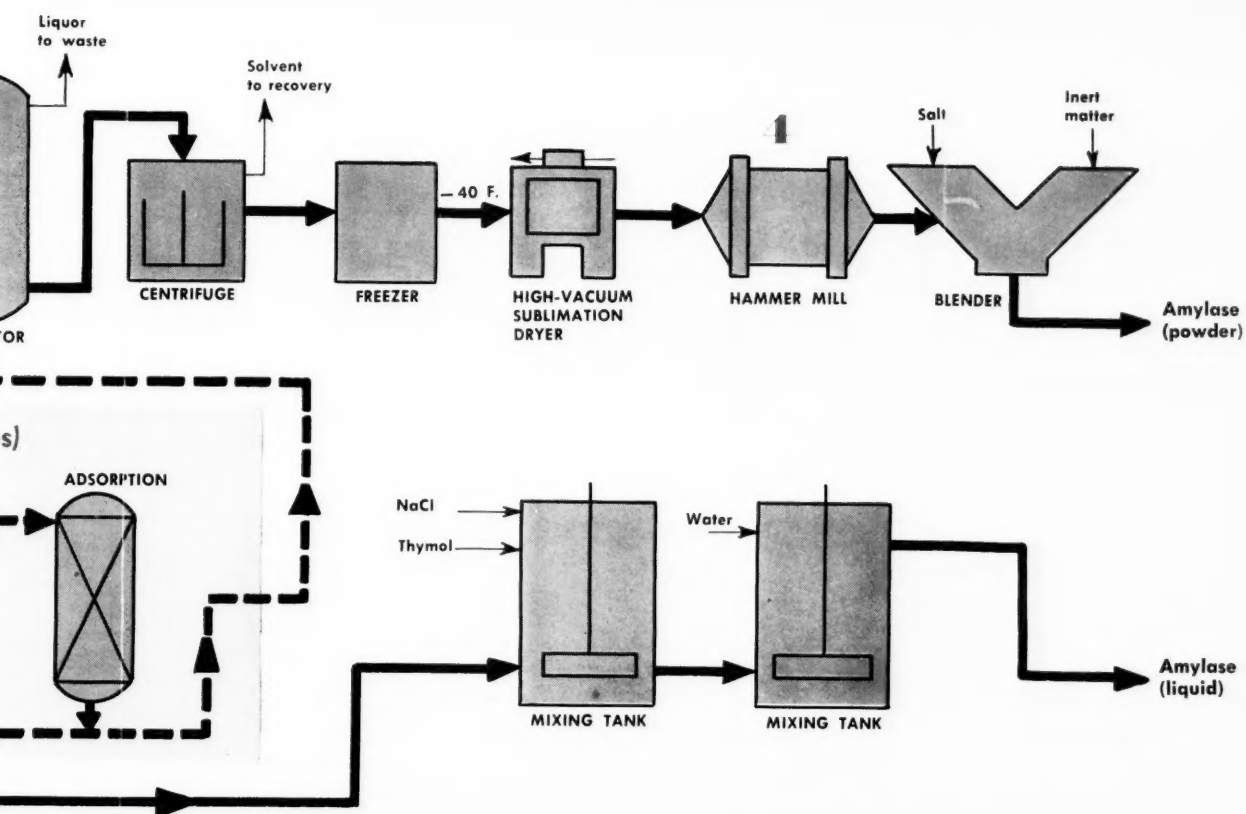 Liquor
to waste
Solvent
to recovery
4
Salt
Inert
matter
– 40 F.
CENTRIFUGE
FREEZER
HIGH-VACUUM
SUBLIMATION
DRYER
HAMMER MILL
BLENDER
Amylase
(powder)
TOR
s)
ADSORPTION
NaCl
Thymol
Water
MIXING TANK
MIXING TANK
Amylase
(liquid)